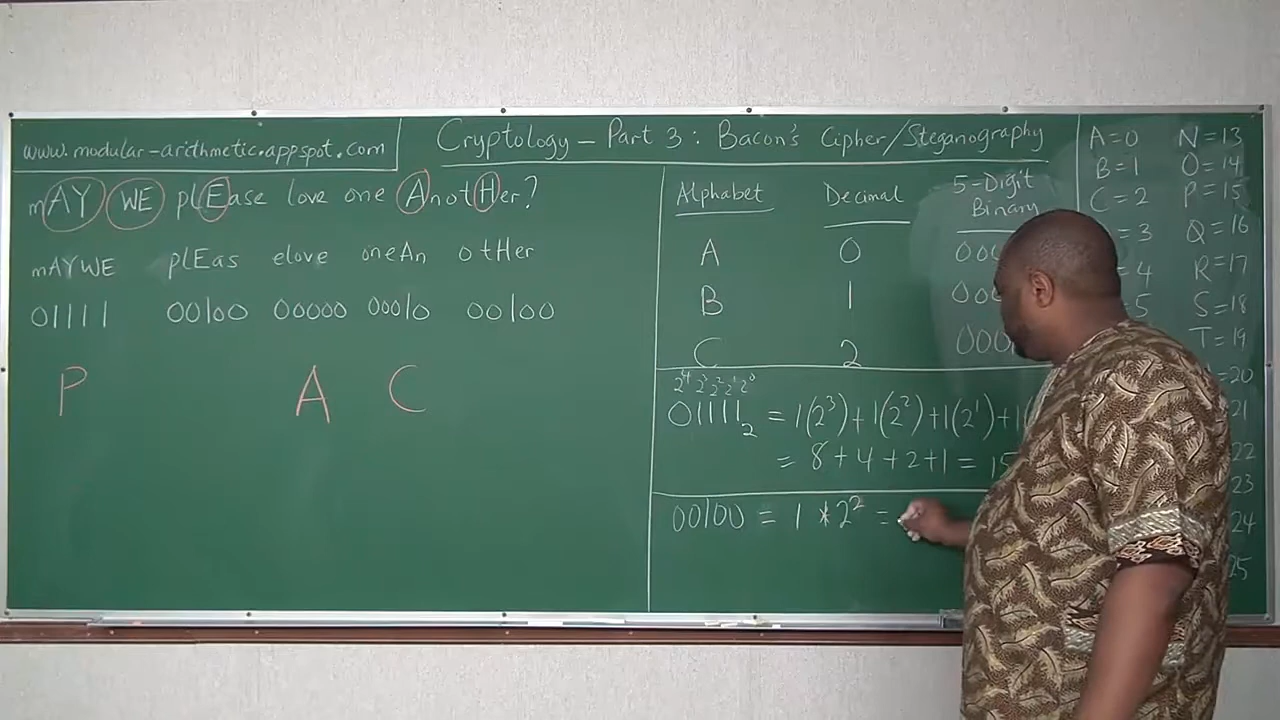 www.modular-arithmetic.appspot.com
Cryptology – Part 3: Bacon's Cipher/Steganography
mAY WE plEase love one AnotHer?
mAYWE plEas elove oneAn otHer
01111 00100 00000 00010 00100
P A C
Alphabet Decimal 5-Digit Binary
A 0
B 1
C 2
2⁴ 2³ 2² 2¹ 2⁰
01111₂ = 1(2³)+1(2²)+1(2¹)+1
= 8+4+2+1 = 15
00100 = 1 * 2² =
A=0 N=13
B=1 O=14
C=2 P=15
=3 Q=16
=4 R=17
=5 S=18
T=19
=20
21
22
23
24
25